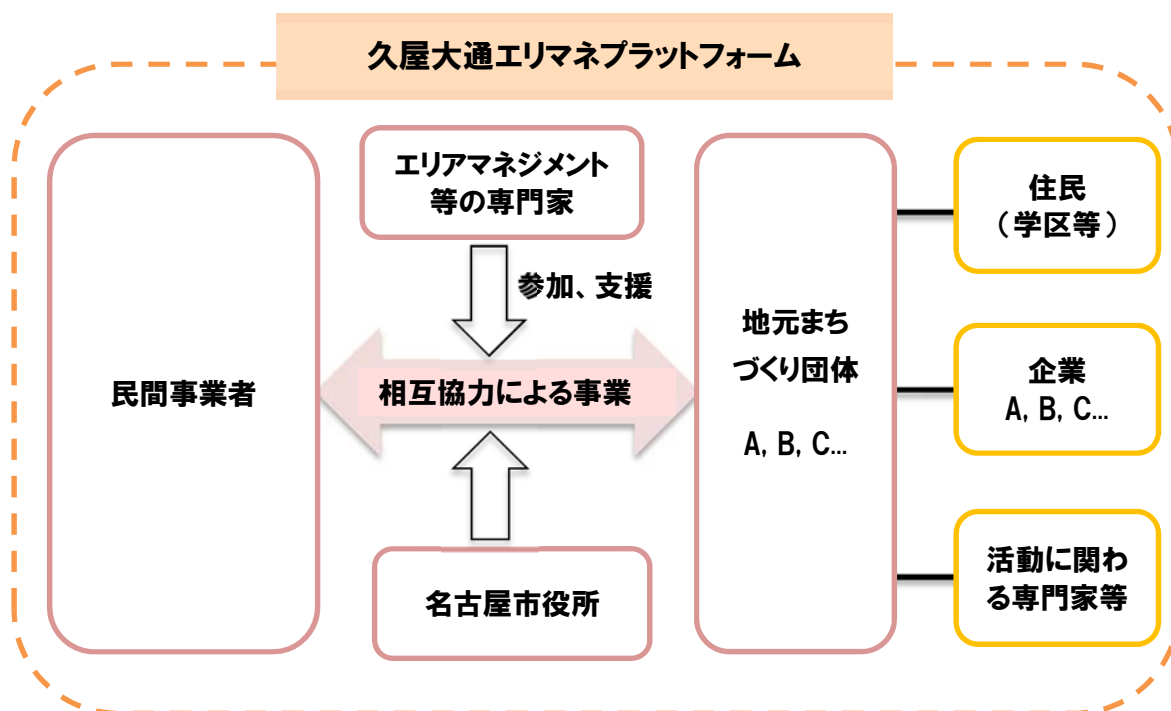 久屋大通エリマネプラットフォーム
民間事業者
エリアマネジメント
等の専門家
参加、支援
相互協力による事業
名古屋市役所
地元まち
づくり団体
A, B, C…
住民
（学区等）
企業
A, B, C…
活動に関わ
る専門家等